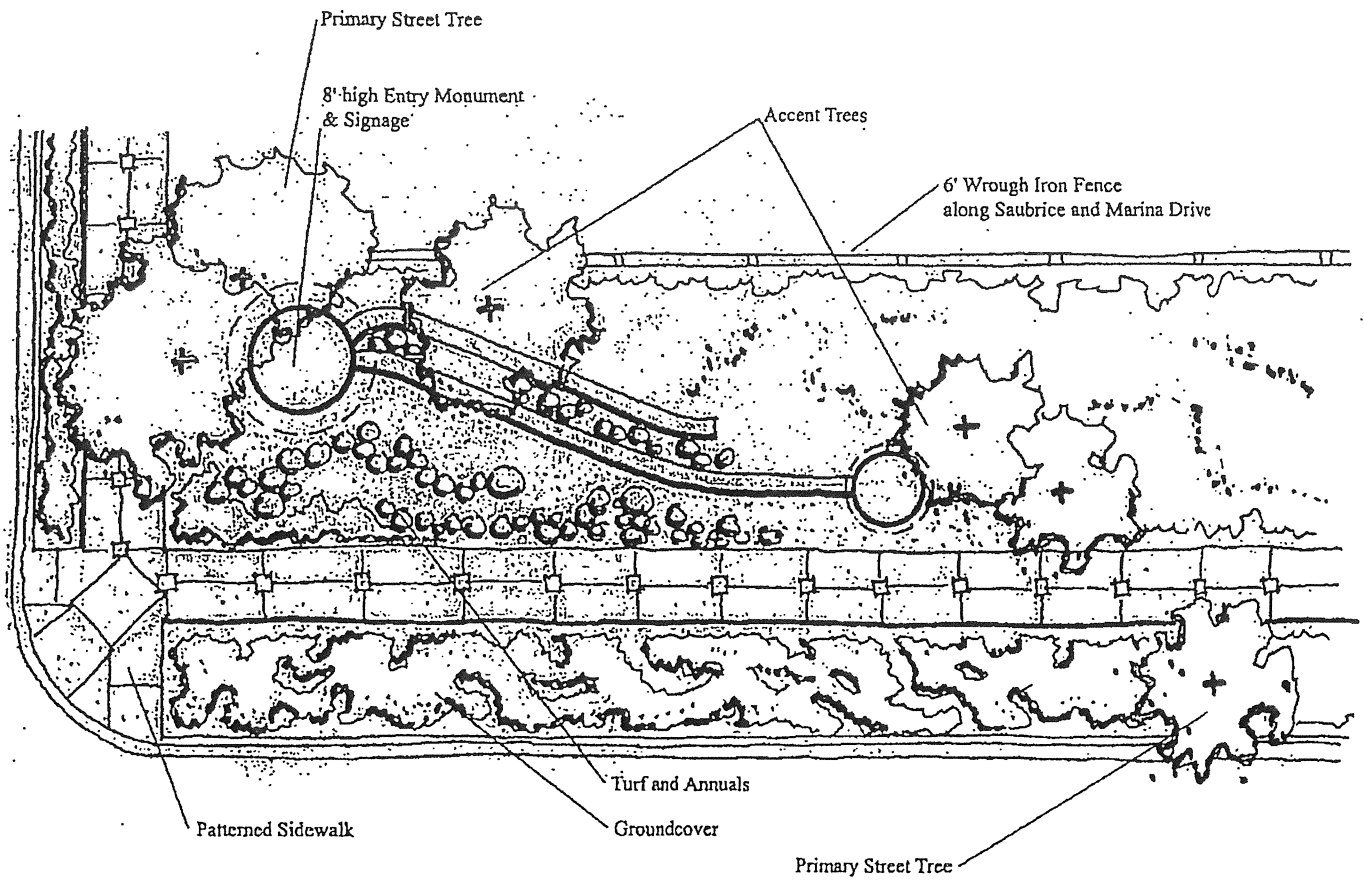 Primary Street Tree
8' high Entry Monument
& Signage
Accent Trees
6' Wrough Iron Fence
along Saubrice and Marina Drive
Turf and Annuals
Patterned Sidewalk
Groundcover
Primary Street Tree